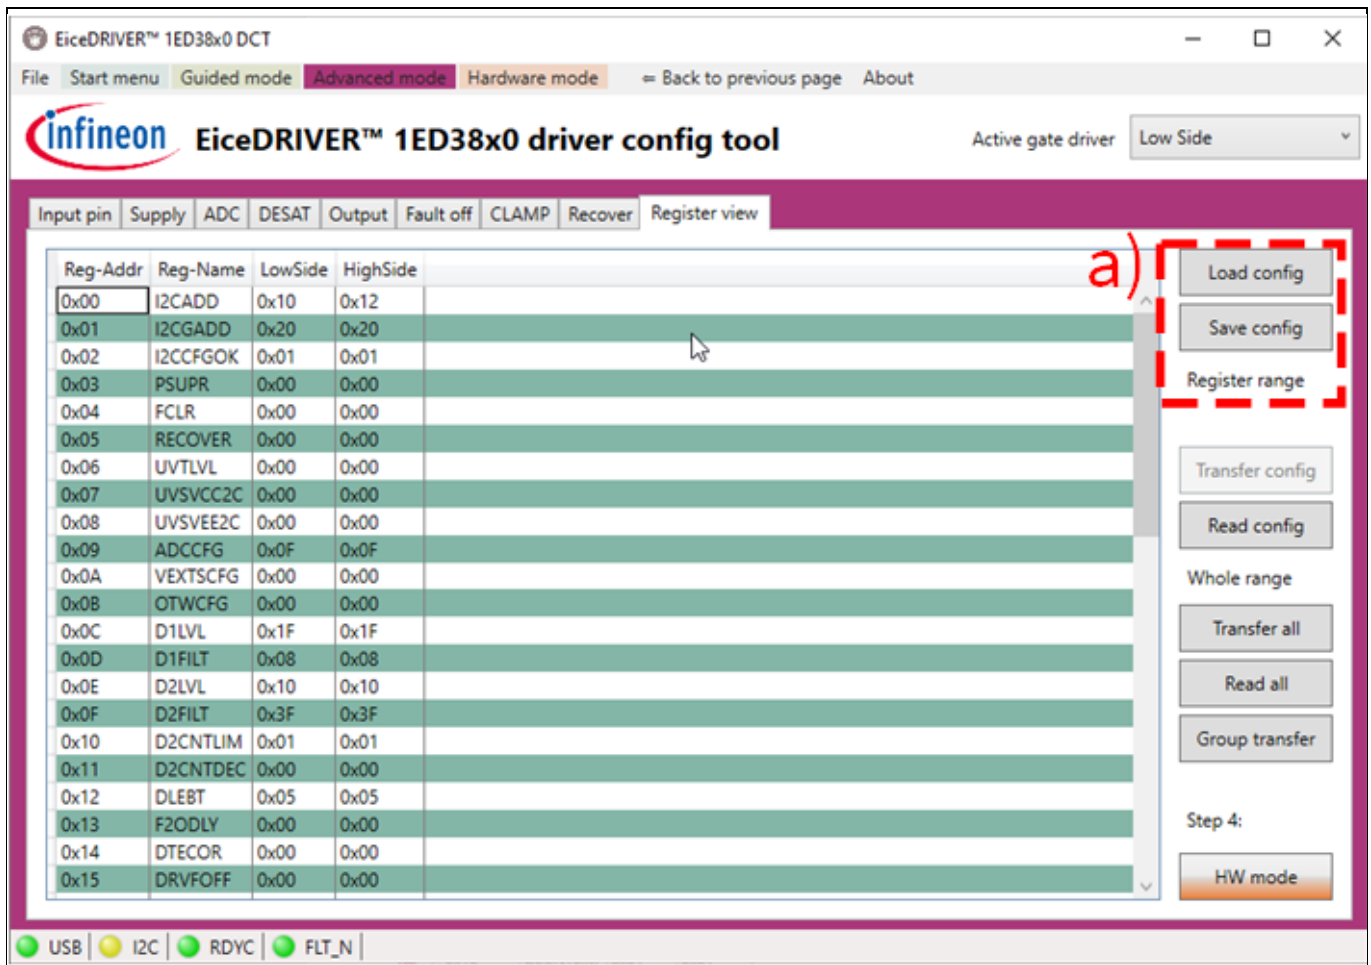 EiceDRIVER™ 1ED38x0 DCT
File Start menu Guided mode Advanced mode Hardware mode ⇐ Back to previous page About
infineon EiceDRIVER™ 1ED38x0 driver config tool Active gate driver Low Side
Input pin Supply ADC DESAT Output Fault off CLAMP Recover Register view
a)
Reg-Addr Reg-Name LowSide HighSide
0x00 I2CADD 0x10 0x12
0x01 I2CGADD 0x20 0x20
0x02 I2CCFGOK 0x01 0x01
0x03 PSUPR 0x00 0x00
0x04 FCLR 0x00 0x00
0x05 RECOVER 0x00 0x00
0x06 UVTLVL 0x00 0x00
0x07 UVSVCC2C 0x00 0x00
0x08 UVSVEE2C 0x00 0x00
0x09 ADCCFG 0x0F 0x0F
0x0A VEXTSCFG 0x00 0x00
0x0B OTWCFG 0x00 0x00
0x0C D1LVL 0x1F 0x1F
0x0D D1FILT 0x08 0x08
0x0E D2LVL 0x10 0x10
0x0F D2FILT 0x3F 0x3F
0x10 D2CNTLIM 0x01 0x01
0x11 D2CNTDEC 0x00 0x00
0x12 DLEBT 0x05 0x05
0x13 F2ODLY 0x00 0x00
0x14 DTECOR 0x00 0x00
0x15 DRVFOFF 0x00 0x00
Load config
Save config
Register range
Transfer config
Read config
Whole range
Transfer all
Read all
Group transfer
Step 4:
HW mode
USB I2C RDYC FLT_N